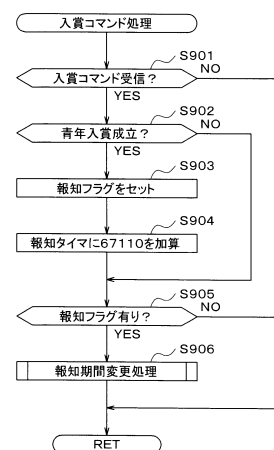 入賞コマンド処理
S901
入賞コマンド受信?
NO
YES
S902
青年入賞成立?
NO
YES
S903
報知フラグをセット
S904
報知タイマに67110を加算
S905
報知フラグ有り?
NO
YES
S906
報知期間変更処理
RET